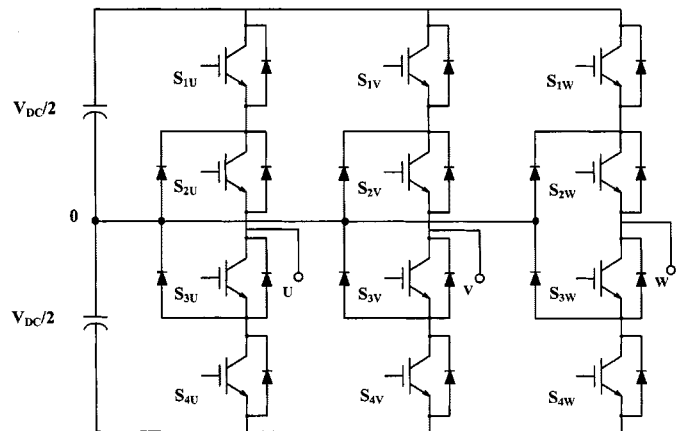 S1U
S1V
S1W
VDC/2
S2U
S2V
S2W
0
U
V
W
S3U
S3V
S3W
VDC/2
S4U
S4V
S4W